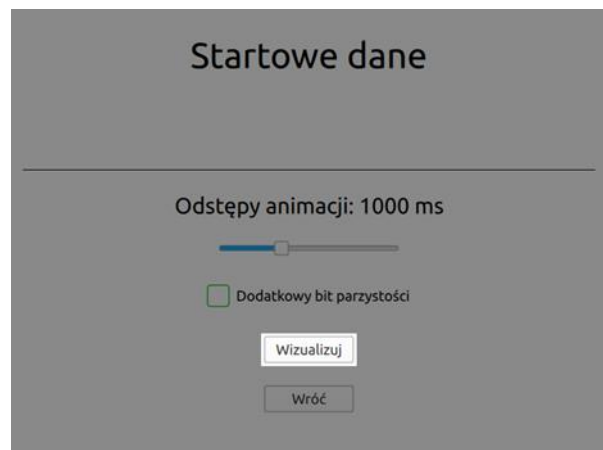 Startowe dane
Odstępy animacji: 1000 ms
Dodatkowy bit parzystości
Wizualizuj
Wróć